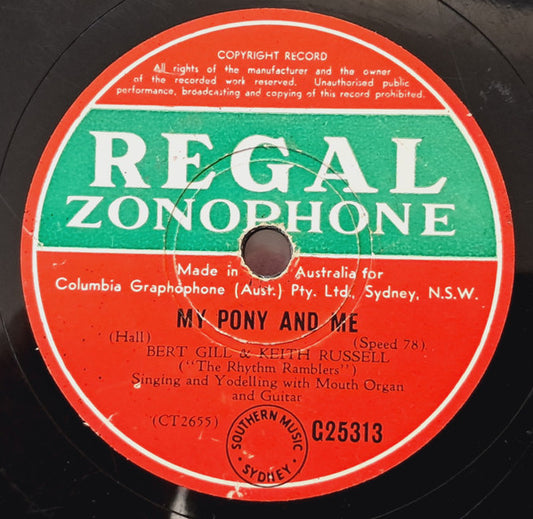 COPYRIGHT RECORD
All rights of the manufacturer and the owner
of the recorded work reserved. Unauthorised public
performance, broadcasting and copying of this record prohibited.
REGAL
ZONOPHONE
Made in Australia for
Columbia Graphophone (Aust.) Pty. Ltd., Sydney, N.S.W.
MY PONY AND ME
(Hall) (Speed 78)
BERT GILL & KEITH RUSSELL
("The Rhythm Ramblers")
Singing and Yodelling with Mouth Organ
and Guitar
(CT2655)
SOUTHERN MUSIC
· SYDNEY ·
G25313